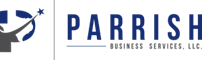 PARRISH
BUSINESS SERVICES, LLC.